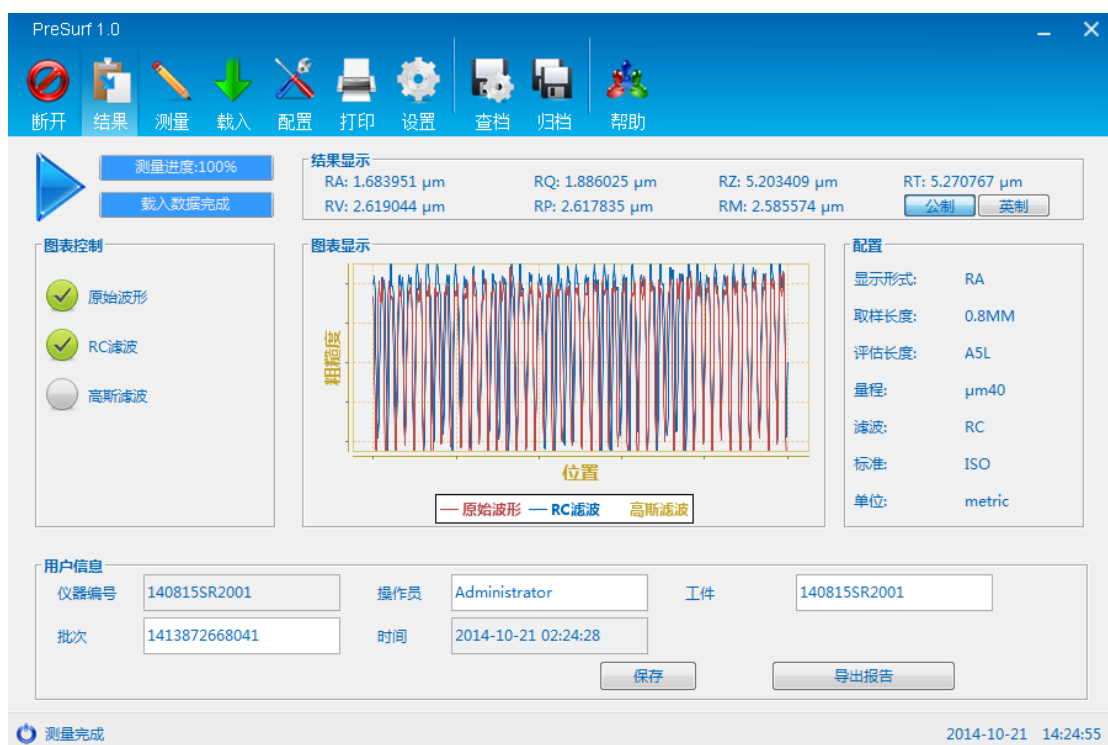 PreSurf 1.0
断开 结果 测量 载入 配置 打印 设置 查档 归档 帮助
测量进度:100%
载入数据完成
结果显示
RA: 1.683951 μm RQ: 1.886025 μm RZ: 5.203409 μm RT: 5.270767 μm
RV: 2.619044 μm RP: 2.617835 μm RM: 2.585574 μm 公制 英制
图表控制
原始波形
RC滤波
高斯滤波
图表显示
粗糙度
位置
原始波形 RC滤波 高斯滤波
配置
显示形式: RA
取样长度: 0.8MM
评估长度: A5L
量程: μm40
滤波: RC
标准: ISO
单位: metric
用户信息
仪器编号 140815SR2001 操作员 Administrator 工件 140815SR2001
批次 1413872668041 时间 2014-10-21 02:24:28
保存 导出报告
测量完成 2014-10-21 14:24:55